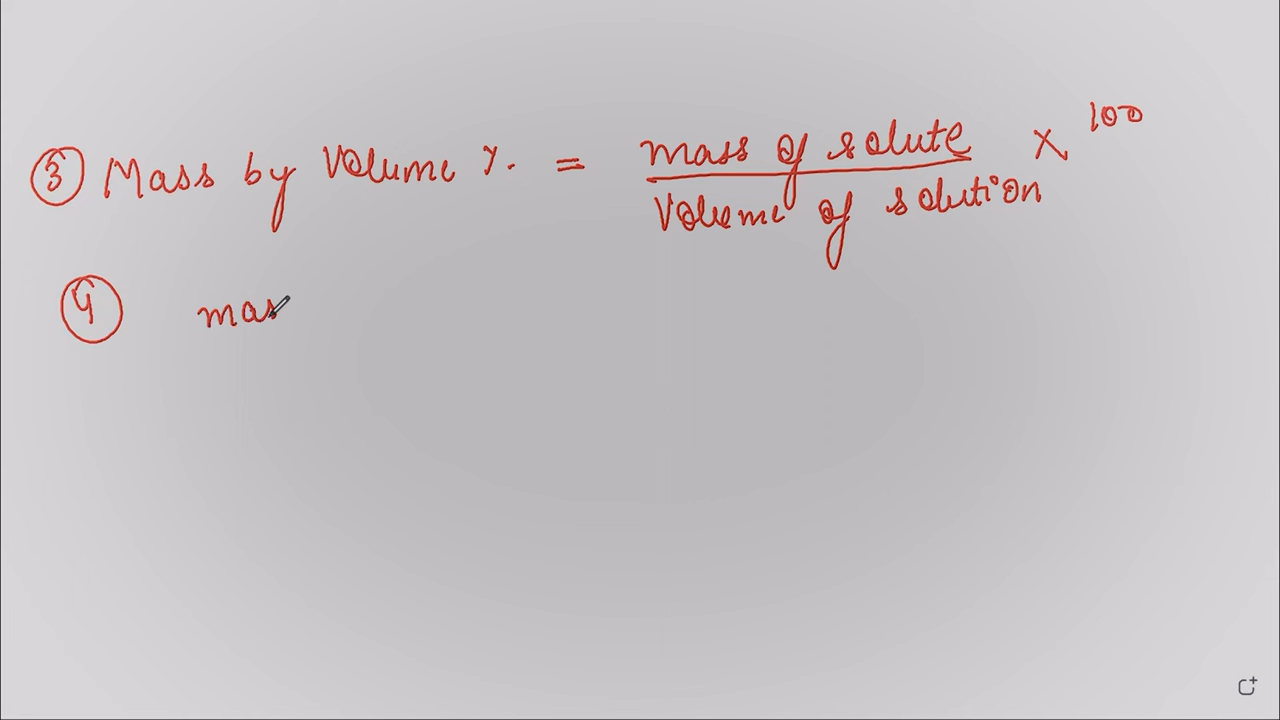 ③ Mass by Volume % = mass of solute / Volume of solution × 100
④ mas